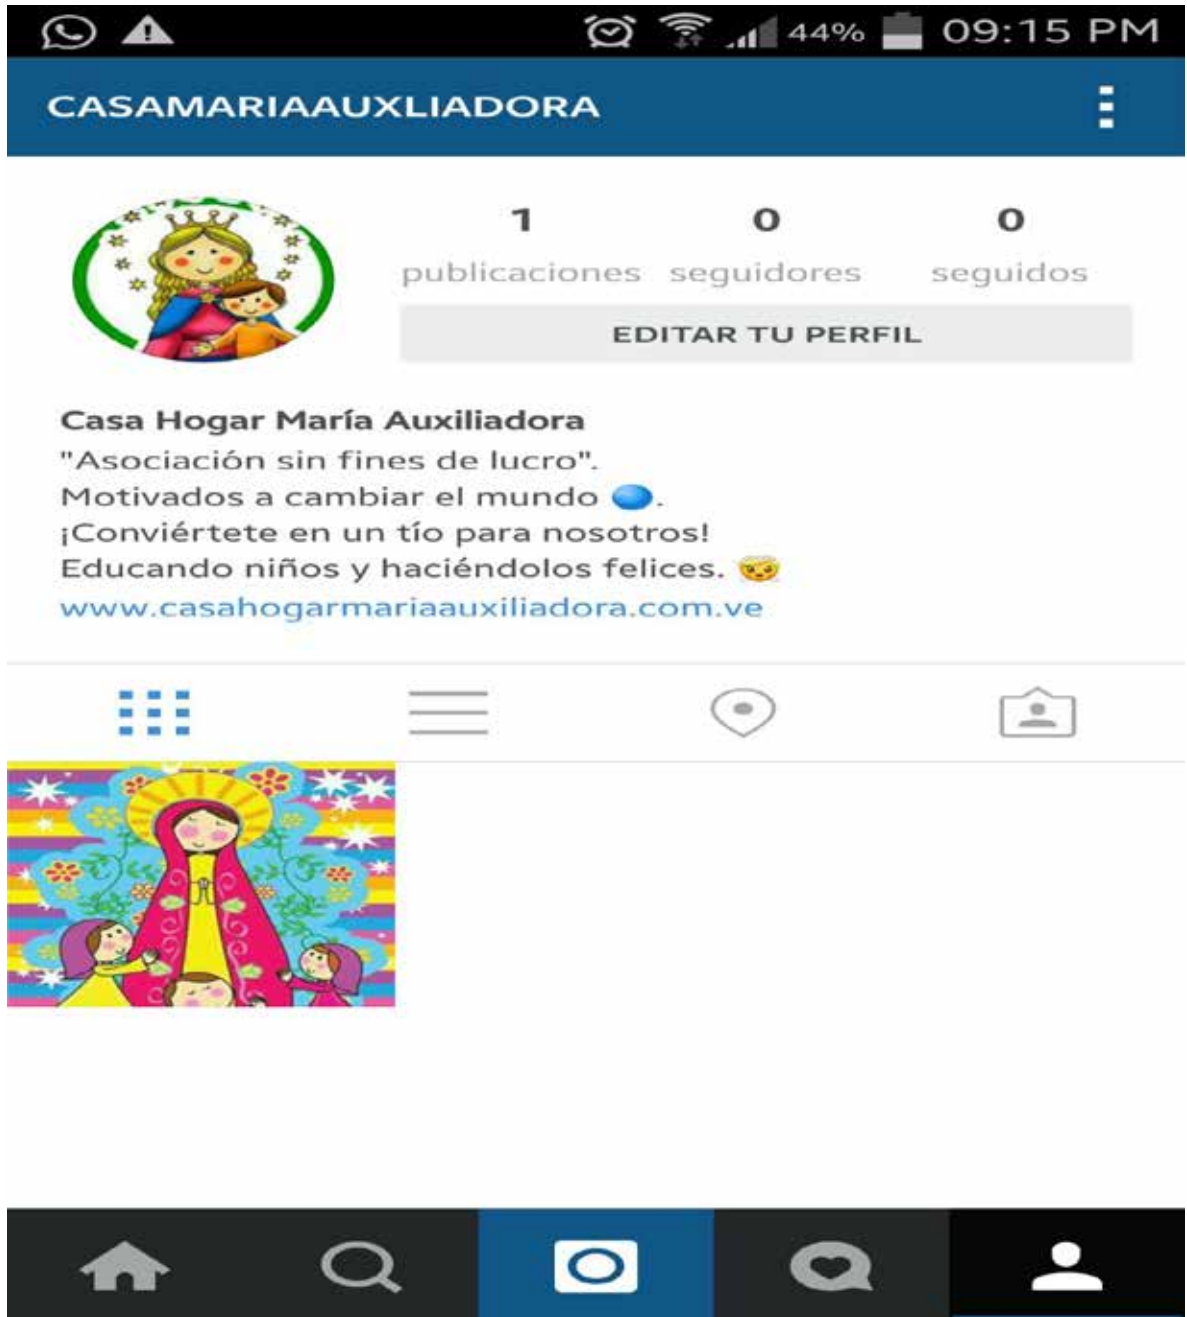 44% 09:15 PM
CASAMARIAAUXLIADORA
1 0 0
publicaciones seguidores seguidos
EDITAR TU PERFIL
Casa Hogar María Auxiliadora
"Asociación sin fines de lucro".
Motivados a cambiar el mundo 🔵.
¡Conviértete en un tío para nosotros!
Educando niños y haciéndolos felices.
www.casahogarmariaauxiliadora.com.ve